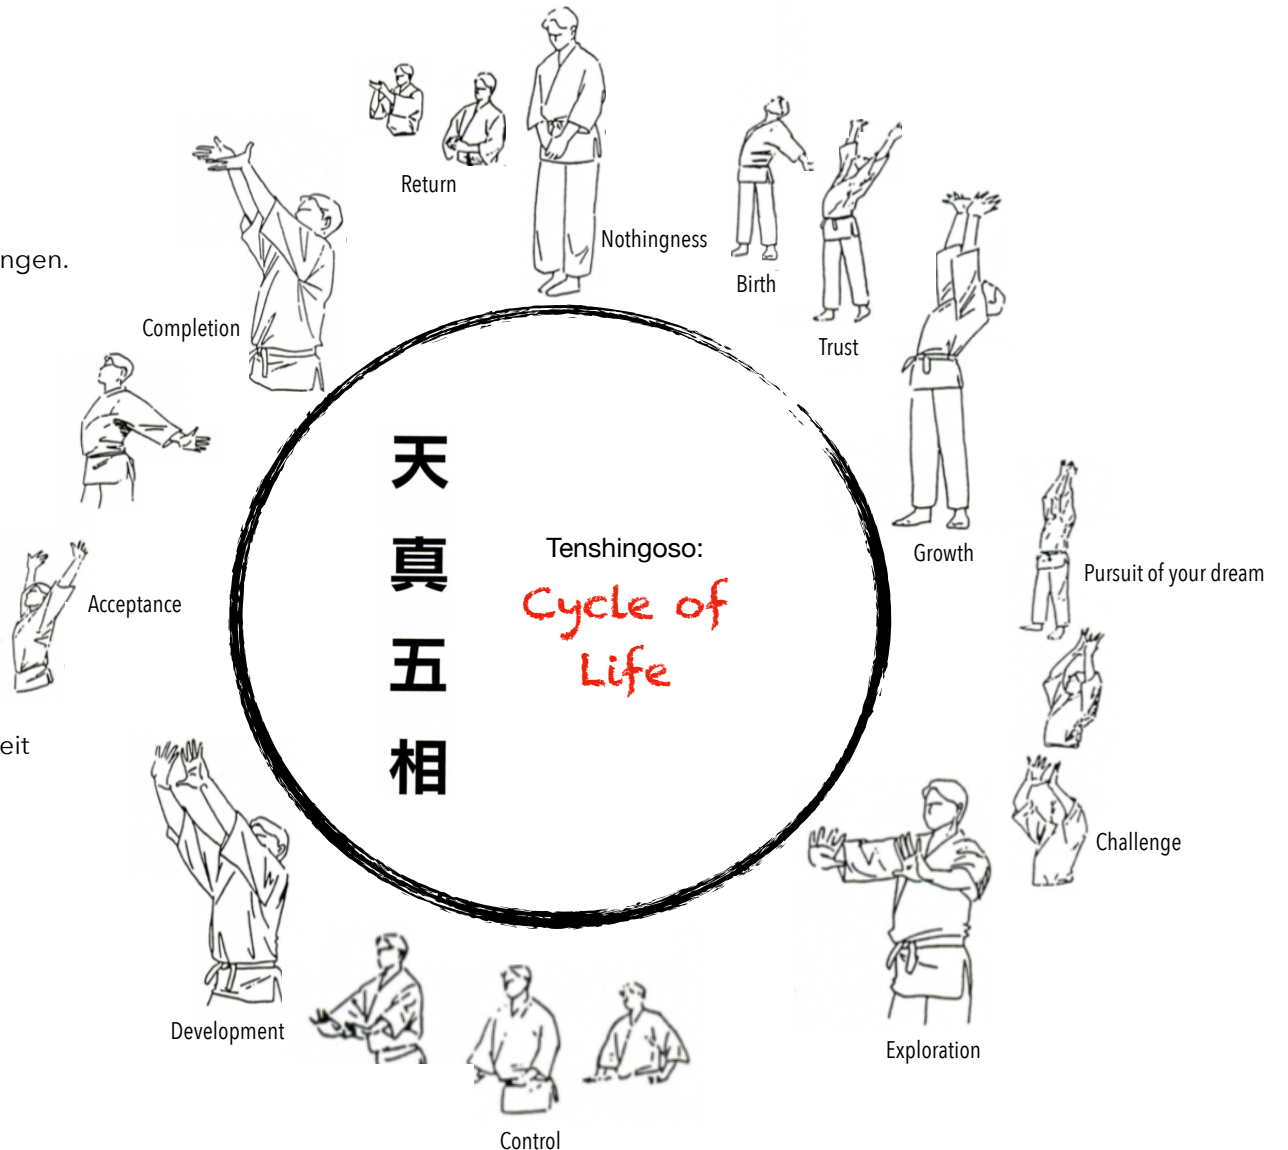 Return
Nothingness
ngen.
Birth
Completion
Trust
天
真
五
相
Tenshingoso:
Cycle of
Life
Growth
Pursuit of your dream
Acceptance
eit
Challenge
Development
Exploration
Control